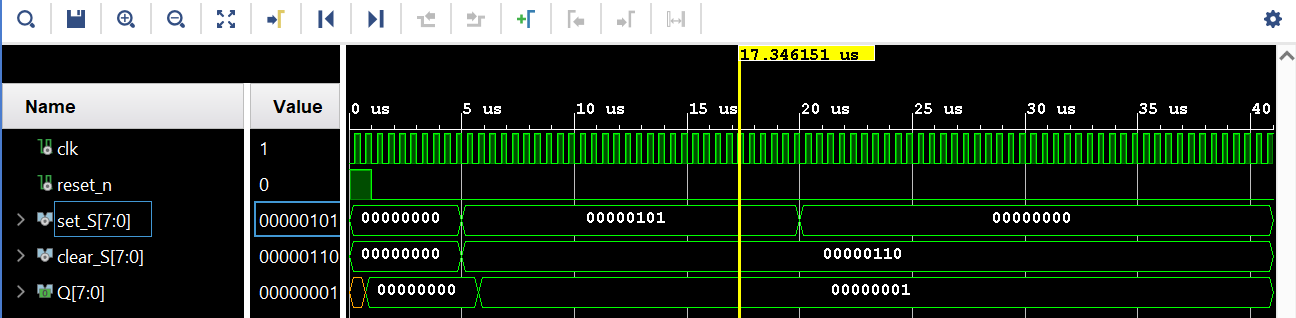 17.346151 us
Name Value
0 us 5 us 10 us 15 us 20 us 25 us 30 us 35 us 40
clk 1
reset_n 0
set_S[7:0] 00000101 00000000 00000101 00000000
clear_S[7:0] 00000110 00000000 00000110
Q[7:0] 00000001 00000000 00000001